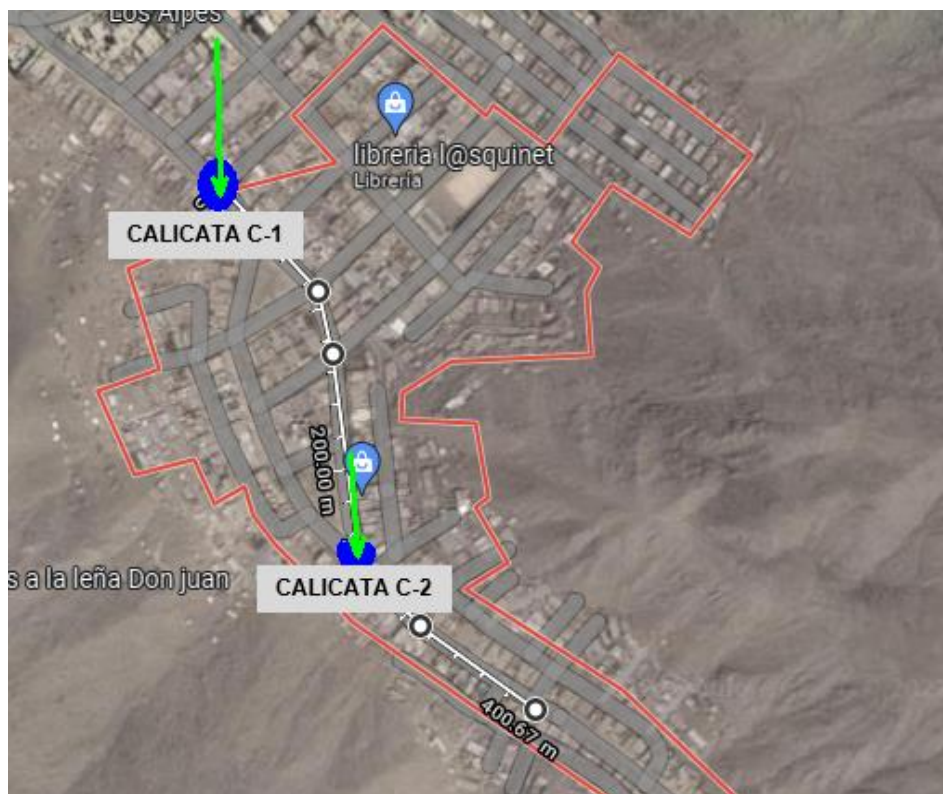 Los Alpes
libreria l@squinet
Librería
CALICATA C-1
200.00 m
s a la leña Don juan
CALICATA C-2
400.67 m